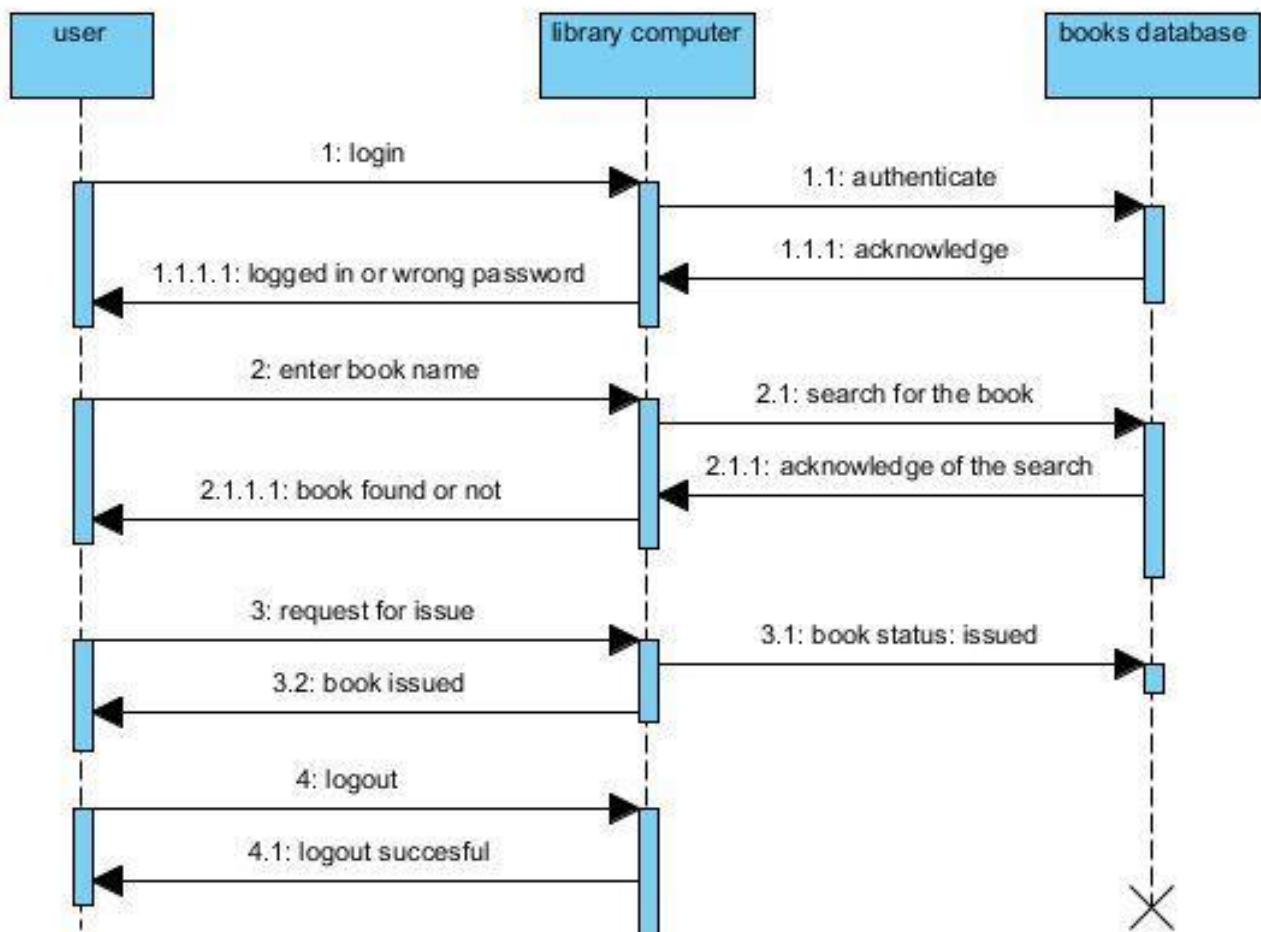 user
library computer
books database
1: login
1.1: authenticate
1.1.1: acknowledge
1.1.1.1: logged in or wrong password
2: enter book name
2.1: search for the book
2.1.1: acknowledge of the search
2.1.1.1: book found or not
3: request for issue
3.1: book status: issued
3.2: book issued
4: logout
4.1: logout succesful